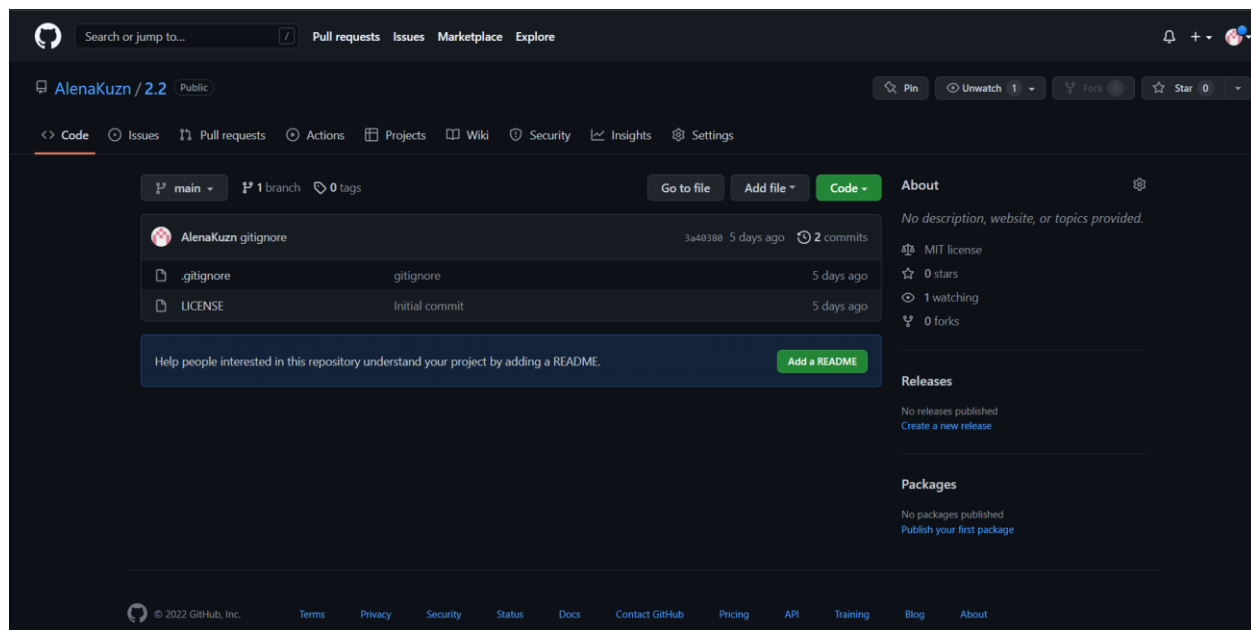 Search or jump to... / Pull requests Issues Marketplace Explore
AlenaKuzn / 2.2 Public Pin Unwatch 1 Fork 0 Star 0
<> Code Issues Pull requests Actions Projects Wiki Security Insights Settings
main 1 branch 0 tags Go to file Add file Code
AlenaKuzn gitignore 3a40380 5 days ago 2 commits
.gitignore gitignore 5 days ago
LICENSE Initial commit 5 days ago
Help people interested in this repository understand your project by adding a README. Add a README
About
No description, website, or topics provided.
MIT license
0 stars
1 watching
0 forks
Releases
No releases published
Create a new release
Packages
No packages published
Publish your first package
© 2022 GitHub, Inc. Terms Privacy Security Status Docs Contact GitHub Pricing API Training Blog About